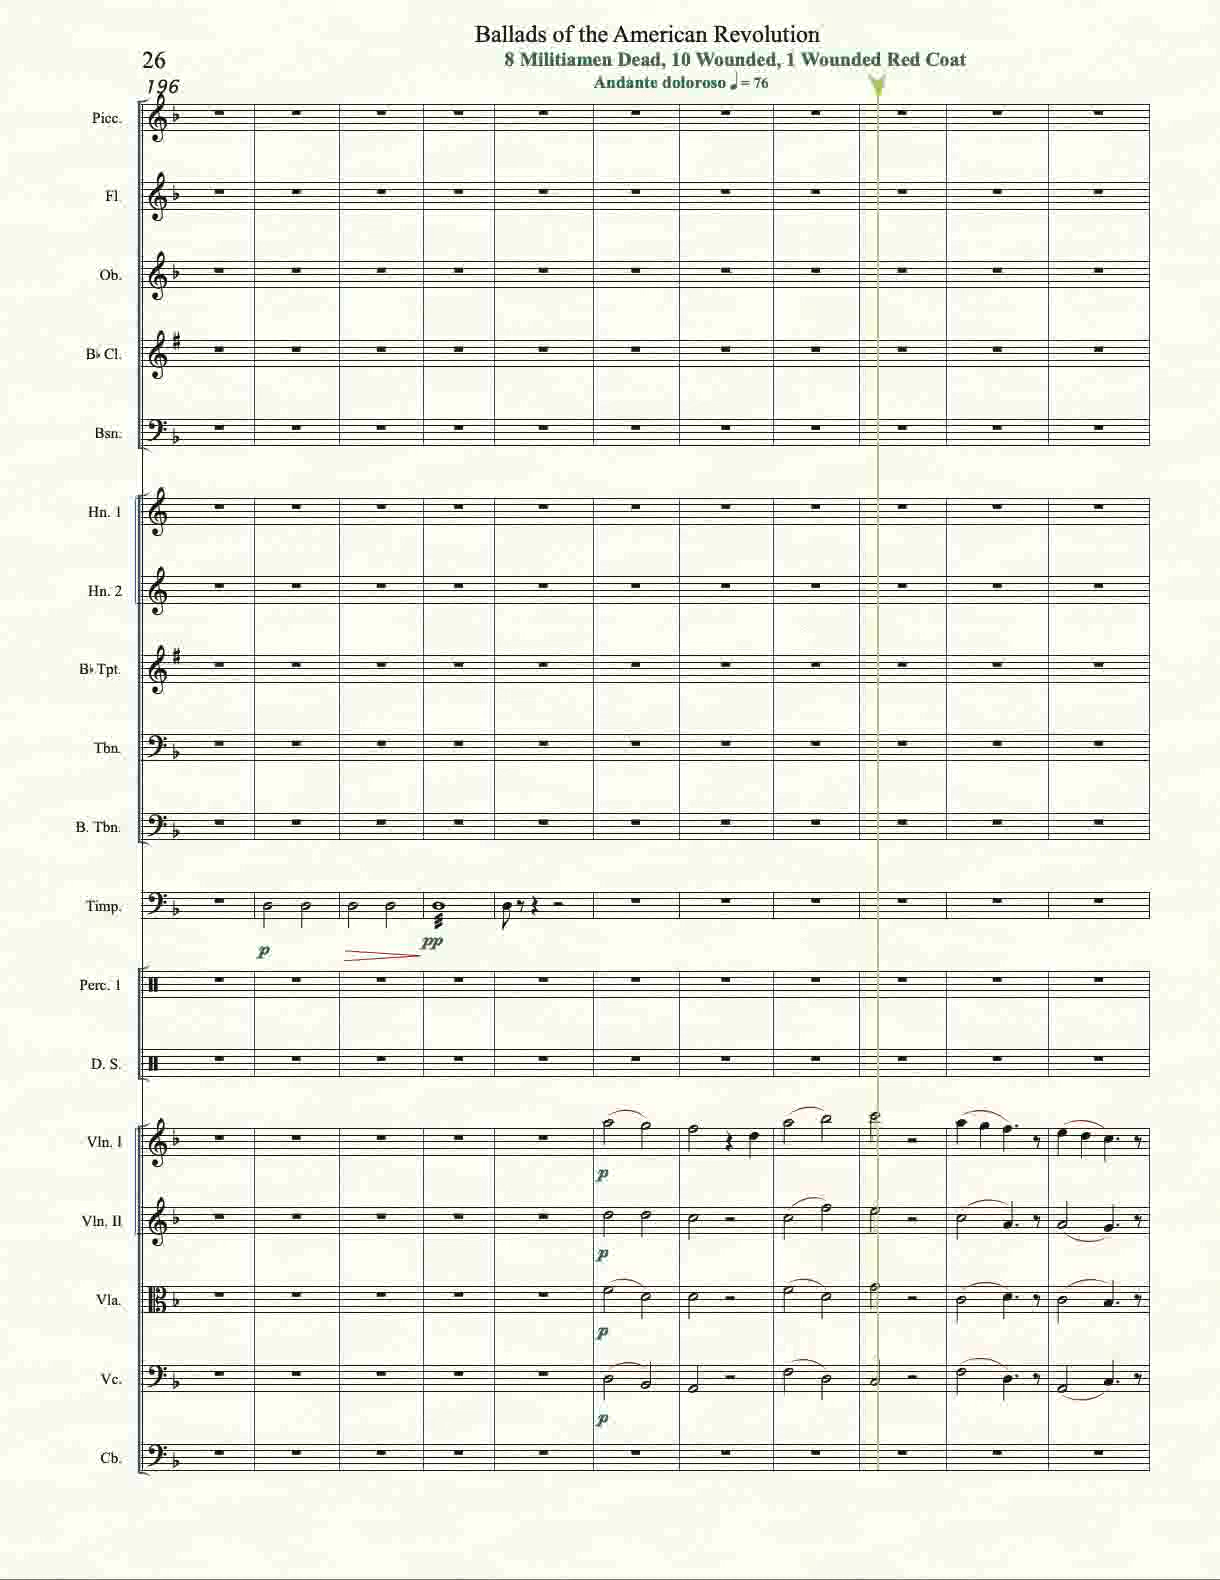 Ballads of the American Revolution
26
8 Militiamen Dead, 10 Wounded, 1 Wounded Red Coat
Andante doloroso ♩ = 76
196
Picc.
Fl
Ob.
B♭ Cl.
Bsn.
Hn. 1
Hn. 2
B♭ Tpt.
Tbn.
B. Tbn.
Timp.
p
pp
Perc. 1
D. S.
Vln. I
p
Vln. II
p
Vla.
p
Vc.
p
Cb.